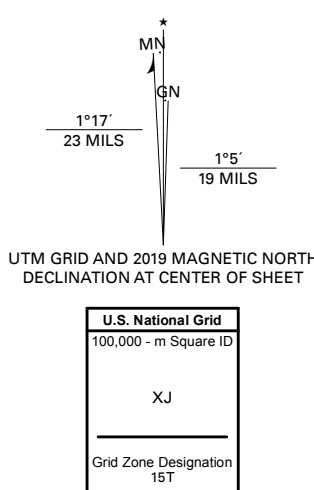 ★
MN
GN
1°17´
23 MILS
1°5´
19 MILS
UTM GRID AND 2019 MAGNETIC NORTH
DECLINATION AT CENTER OF SHEET
U.S. National Grid
100,000 - m Square ID
XJ
Grid Zone Designation
15T